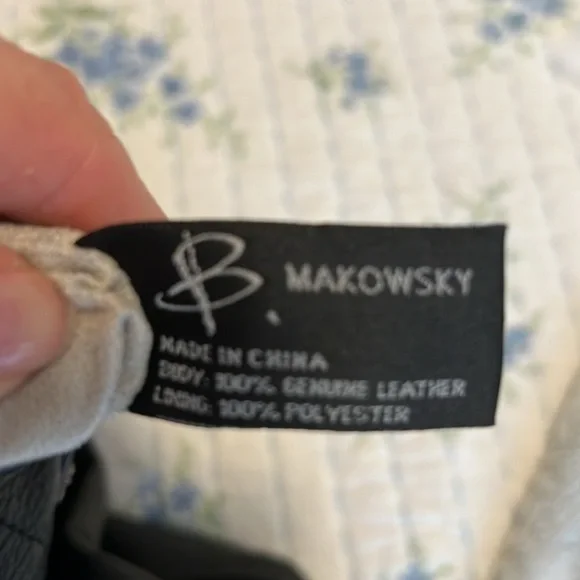 B. MAKOWSKY
MADE IN CHINA
BODY: 100% GENUINE LEATHER
LINING: 100% POLYESTER